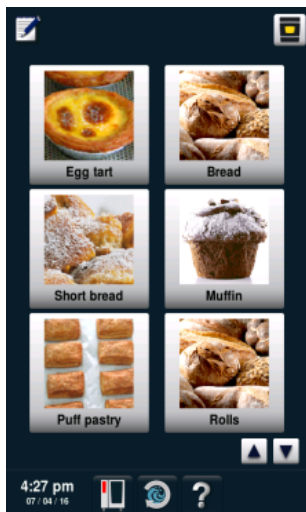 Egg tart
Bread
Short bread
Muffin
Puff pastry
Rolls
4:27 pm
07 / 04 / 16
?